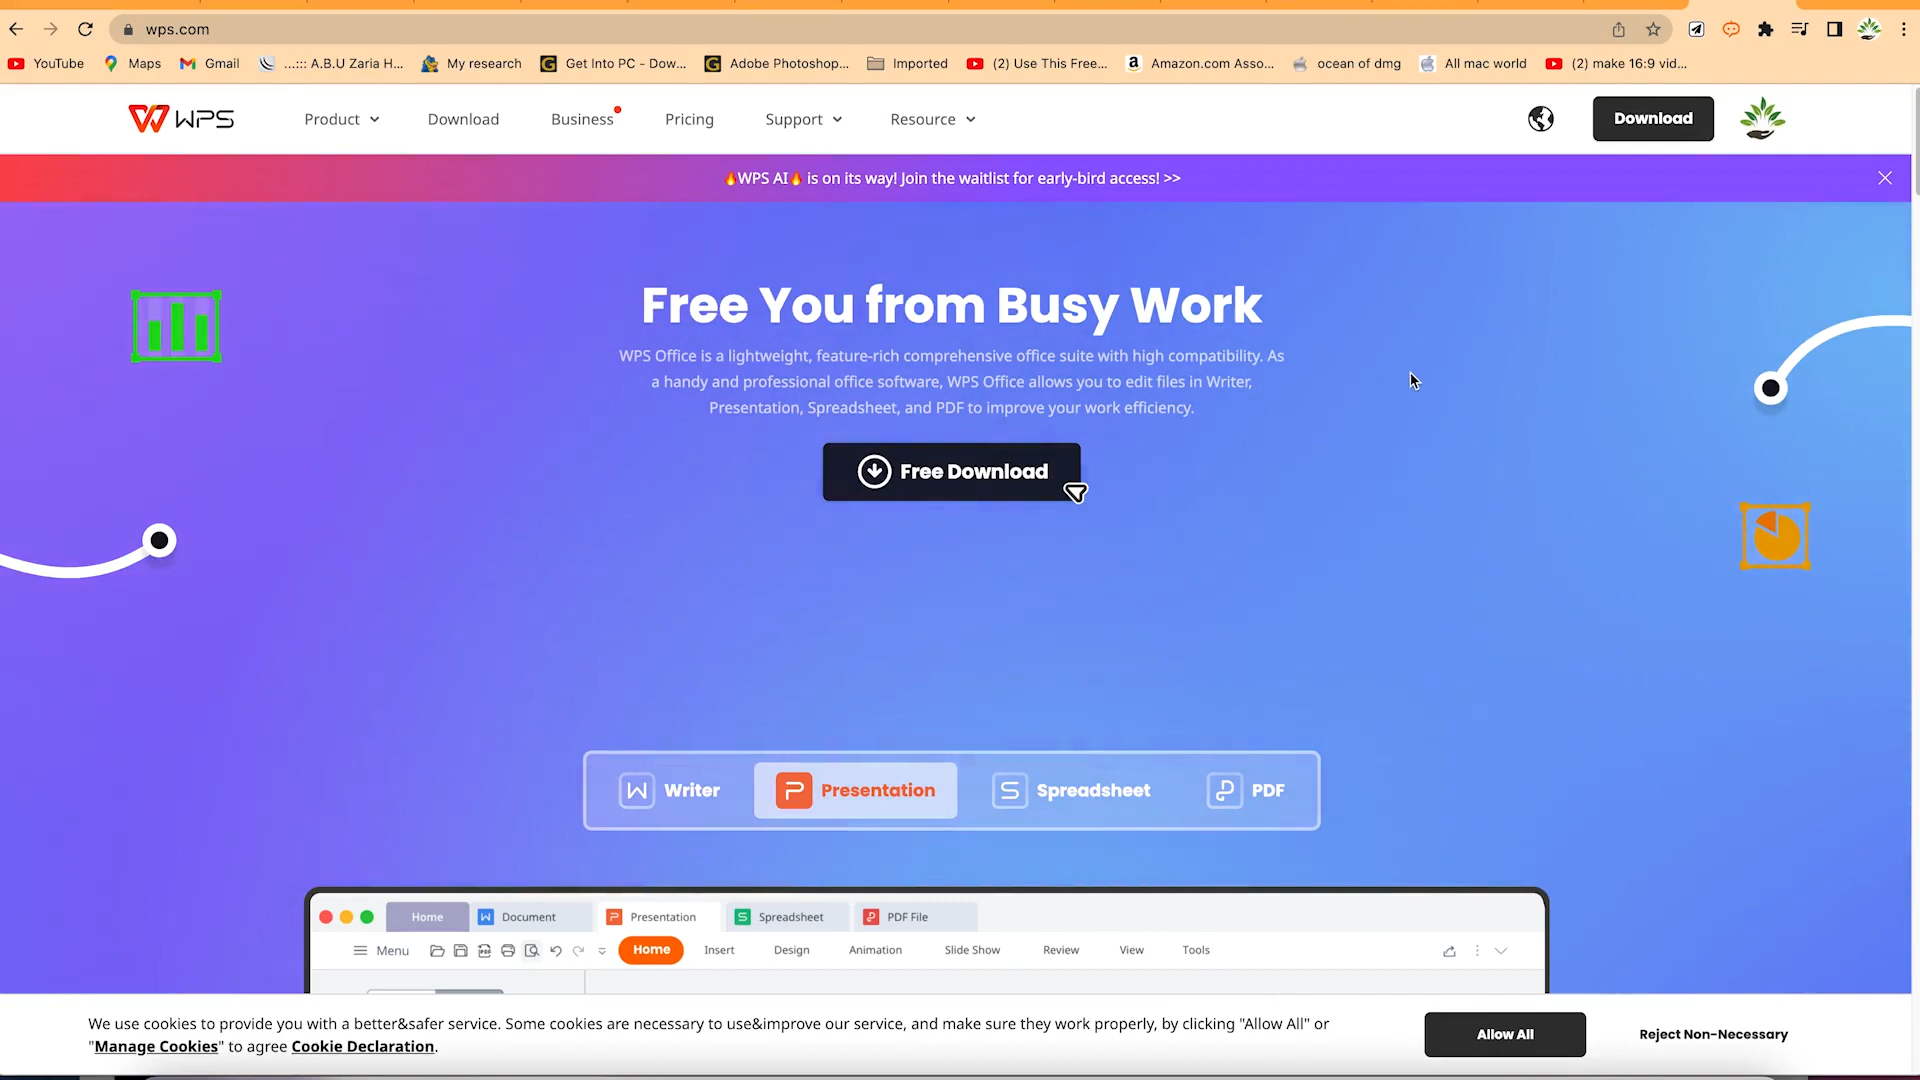 wps.com
YouTube
Maps
Gmail
...::: A.B.U Zaria H...
My research
Get Into PC - Dow...
Adobe Photoshop...
Imported
(2) Use This Free...
Amazon.com Asso...
ocean of dmg
All mac world
(2) make 16:9 vid...
WPS
Product
Download
Business
Pricing
Support
Resource
Download
🔥WPS AI🔥 is on its way! Join the waitlist for early-bird access! >>
Free You from Busy Work
WPS Office is a lightweight, feature-rich comprehensive office suite with high compatibility. As
a handy and professional office software, WPS Office allows you to edit files in Writer,
Presentation, Spreadsheet, and PDF to improve your work efficiency.
Free Download
Writer
Presentation
Spreadsheet
PDF
Home
Document
Presentation
Spreadsheet
PDF File
Menu
Home
Insert
Design
Animation
Slide Show
Review
View
Tools
We use cookies to provide you with a better&safer service. Some cookies are necessary to use&improve our service, and make sure they work properly, by clicking "Allow All" or
"Manage Cookies" to agree Cookie Declaration.
Allow All
Reject Non-Necessary